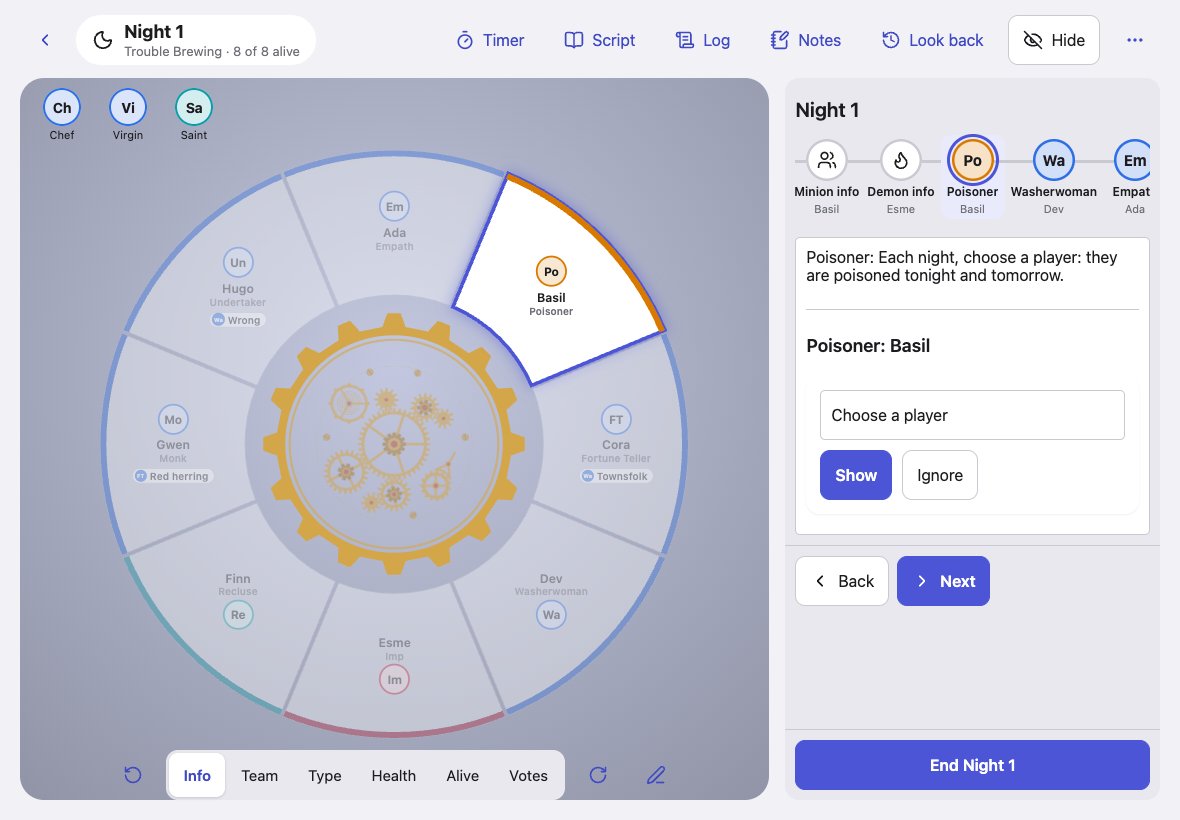 Night 1
Trouble Brewing · 8 of 8 alive
Timer
Script
Log
Notes
Look back
Hide
Ch
Chef
Vi
Virgin
Sa
Saint
Em
Ada
Empath
Po
Basil
Poisoner
Un
Hugo
Undertaker
Wa Wrong
Mo
Gwen
Monk
FT Red herring
FT
Cora
Fortune Teller
Wa Townsfolk
Finn
Recluse
Re
Dev
Washerwoman
Wa
Esme
Imp
Im
Info
Team
Type
Health
Alive
Votes
Night 1
Minion info
Basil
Demon info
Esme
Po
Poisoner
Basil
Wa
Washerwoman
Dev
Em
Empat
Ada
Poisoner: Each night, choose a player: they
are poisoned tonight and tomorrow.
Poisoner: Basil
Choose a player
Show
Ignore
Back
Next
End Night 1